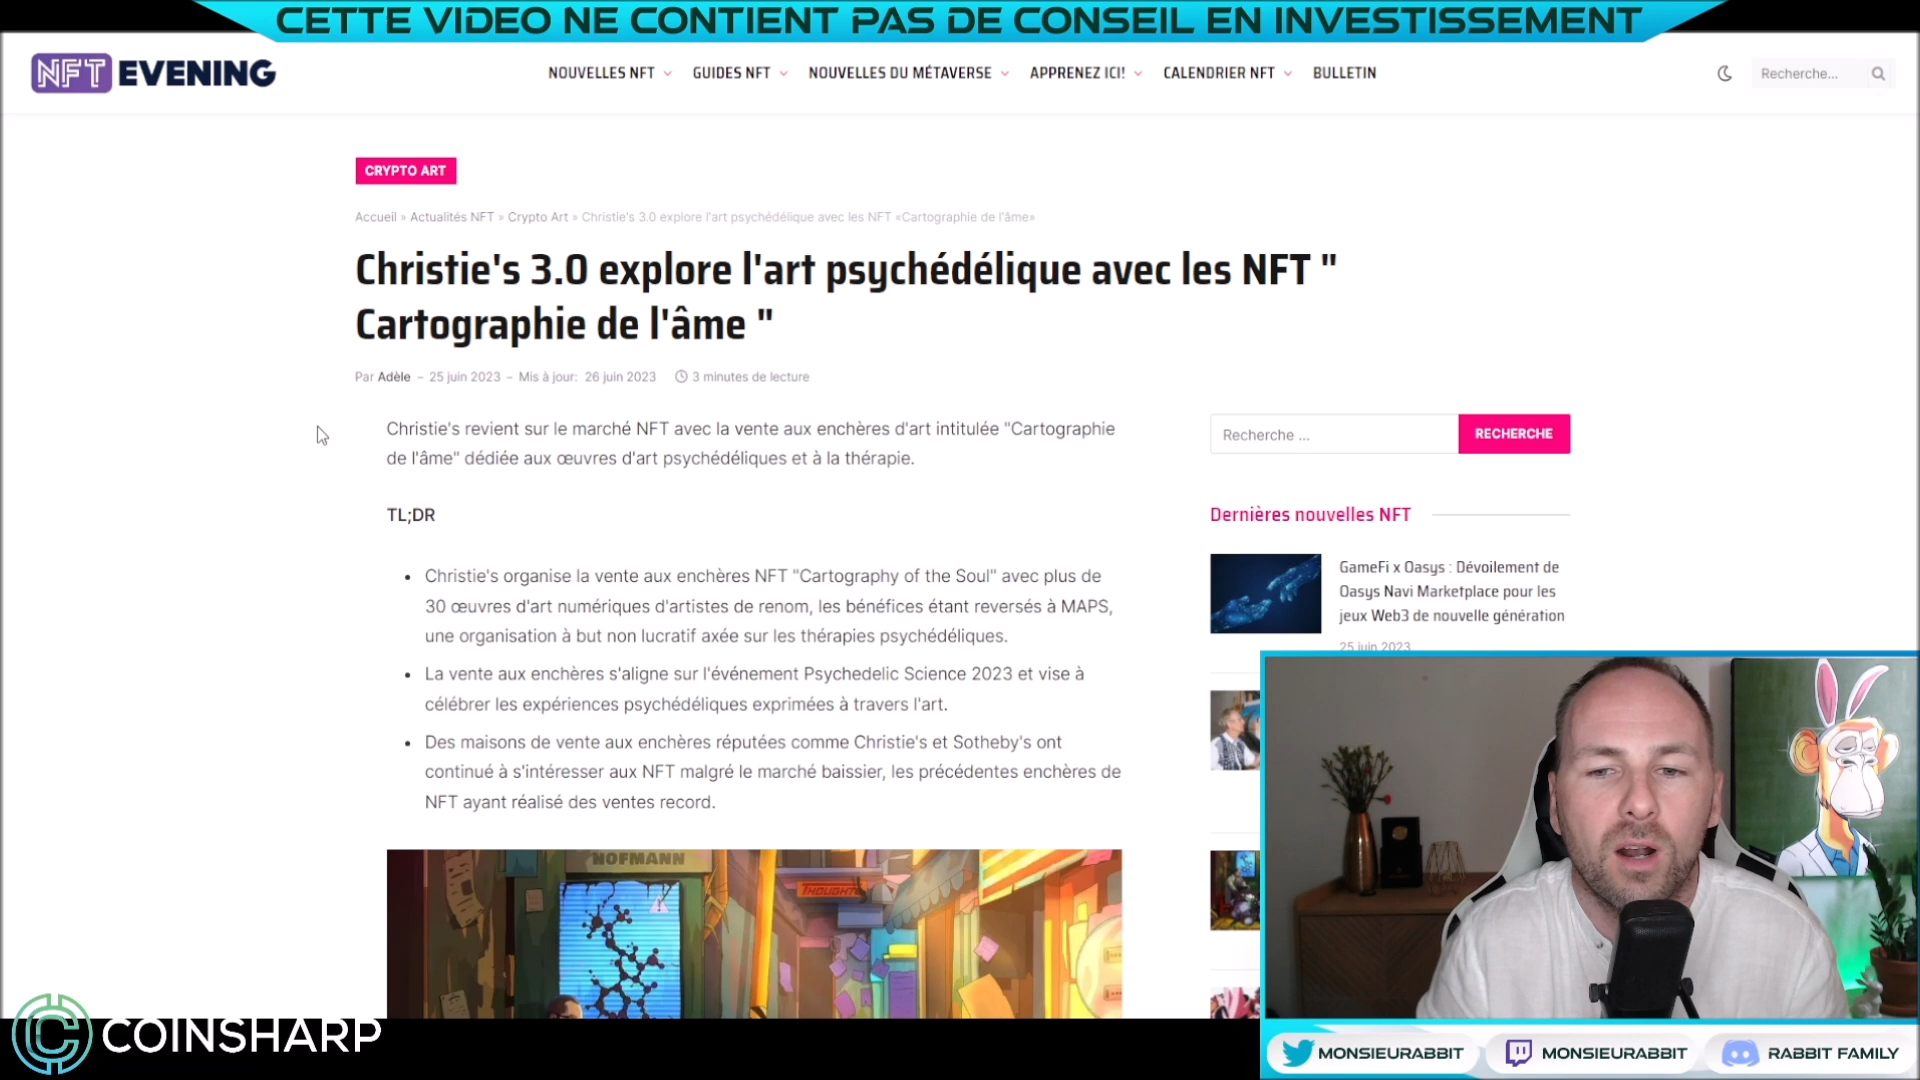 CETTE VIDEO NE CONTIENT PAS DE CONSEIL EN INVESTISSEMENT
NFT EVENING
NOUVELLES NFT
GUIDES NFT
NOUVELLES DU MÉTAVERSE
APPRENEZ ICI!
CALENDRIER NFT
BULLETIN
Recherche...
CRYPTO ART
Accueil » Actualités NFT » Crypto Art » Christie's 3.0 explore l'art psychédélique avec les NFT «Cartographie de l'âme»
Christie's 3.0 explore l'art psychédélique avec les NFT "
Cartographie de l'âme "
Par Adèle – 25 juin 2023 – Mis à jour: 26 juin 2023 3 minutes de lecture
Christie's revient sur le marché NFT avec la vente aux enchères d'art intitulée "Cartographie
de l'âme" dédiée aux œuvres d'art psychédéliques et à la thérapie.
TL;DR
• Christie's organise la vente aux enchères NFT "Cartography of the Soul" avec plus de
30 œuvres d'art numériques d'artistes de renom, les bénéfices étant reversés à MAPS,
une organisation à but non lucratif axée sur les thérapies psychédéliques.
• La vente aux enchères s'aligne sur l'événement Psychedelic Science 2023 et vise à
célébrer les expériences psychédéliques exprimées à travers l'art.
• Des maisons de vente aux enchères réputées comme Christie's et Sotheby's ont
continué à s'intéresser aux NFT malgré le marché baissier, les précédentes enchères de
NFT ayant réalisé des ventes record.
NOFMANN
THOUGHTS
Recherche ...
RECHERCHE
Dernières nouvelles NFT
GameFi x Oasys : Dévoilement de
Oasys Navi Marketplace pour les
jeux Web3 de nouvelle génération
25 juin 2023
COINSHARP
MONSIEURABBIT
MONSIEURABBIT
RABBIT FAMILY